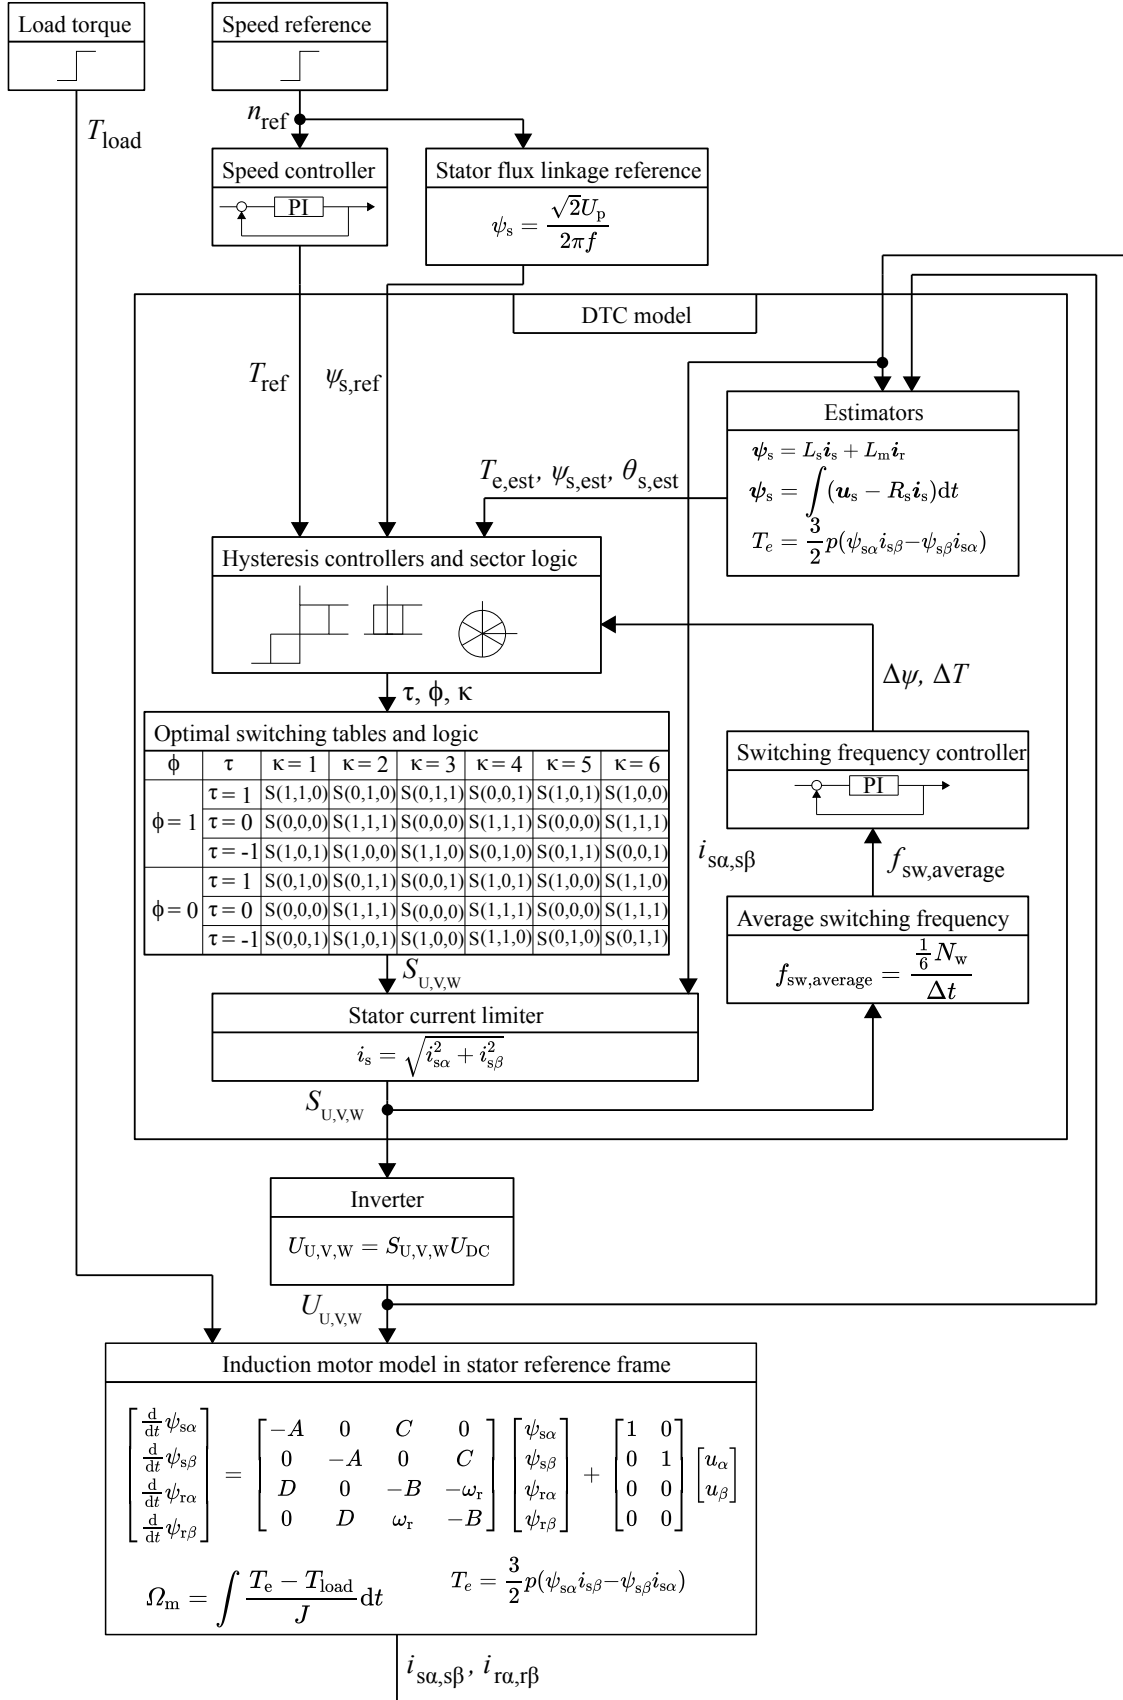 Load torque
Speed reference
n_ref
T_load
Speed controller
PI
Stator flux linkage reference
ψ_s = √2U_p / 2πf
DTC model
T_ref
ψ_s,ref
Estimators
ψ_s = L_s i_s + L_m i_r
ψ_s = ∫(u_s − R_s i_s)dt
T_e = 3/2 p(ψ_sα i_sβ − ψ_sβ i_sα)
T_e,est, ψ_s,est, θ_s,est
Hysteresis controllers and sector logic
Δψ, ΔT
τ, ϕ, κ
Optimal switching tables and logic
ϕ τ κ = 1 κ = 2 κ = 3 κ = 4 κ = 5 κ = 6
ϕ = 1
τ = 1 S(1,1,0) S(0,1,0) S(0,1,1) S(0,0,1) S(1,0,1) S(1,0,0)
τ = 0 S(0,0,0) S(1,1,1) S(0,0,0) S(1,1,1) S(0,0,0) S(1,1,1)
τ = -1 S(1,0,1) S(1,0,0) S(1,1,0) S(0,1,0) S(0,1,1) S(0,0,1)
ϕ = 0
τ = 1 S(0,1,0) S(0,1,1) S(0,0,1) S(1,0,1) S(1,0,0) S(1,1,0)
τ = 0 S(0,0,0) S(1,1,1) S(0,0,0) S(1,1,1) S(0,0,0) S(1,1,1)
τ = -1 S(0,0,1) S(1,0,1) S(1,0,0) S(1,1,0) S(0,1,0) S(0,1,1)
Switching frequency controller
PI
i_sα,sβ
f_sw,average
Average switching frequency
f_sw,average = 1/6 N_w / Δt
S_U,V,W
Stator current limiter
i_s = √(i²_sα + i²_sβ)
S_U,V,W
Inverter
U_U,V,W = S_U,V,W U_DC
U_U,V,W
Induction motor model in stator reference frame
d/dt ψ_sα −A 0 C 0 ψ_sα 1 0
d/dt ψ_sβ = 0 −A 0 C ψ_sβ + 0 1 u_α
d/dt ψ_rα D 0 −B −ω_r ψ_rα 0 0 u_β
d/dt ψ_rβ 0 D ω_r −B ψ_rβ 0 0
Ω_m = ∫ (T_e − T_load)/J dt
T_e = 3/2 p(ψ_sα i_sβ − ψ_sβ i_sα)
i_sα,sβ, i_rα,rβ